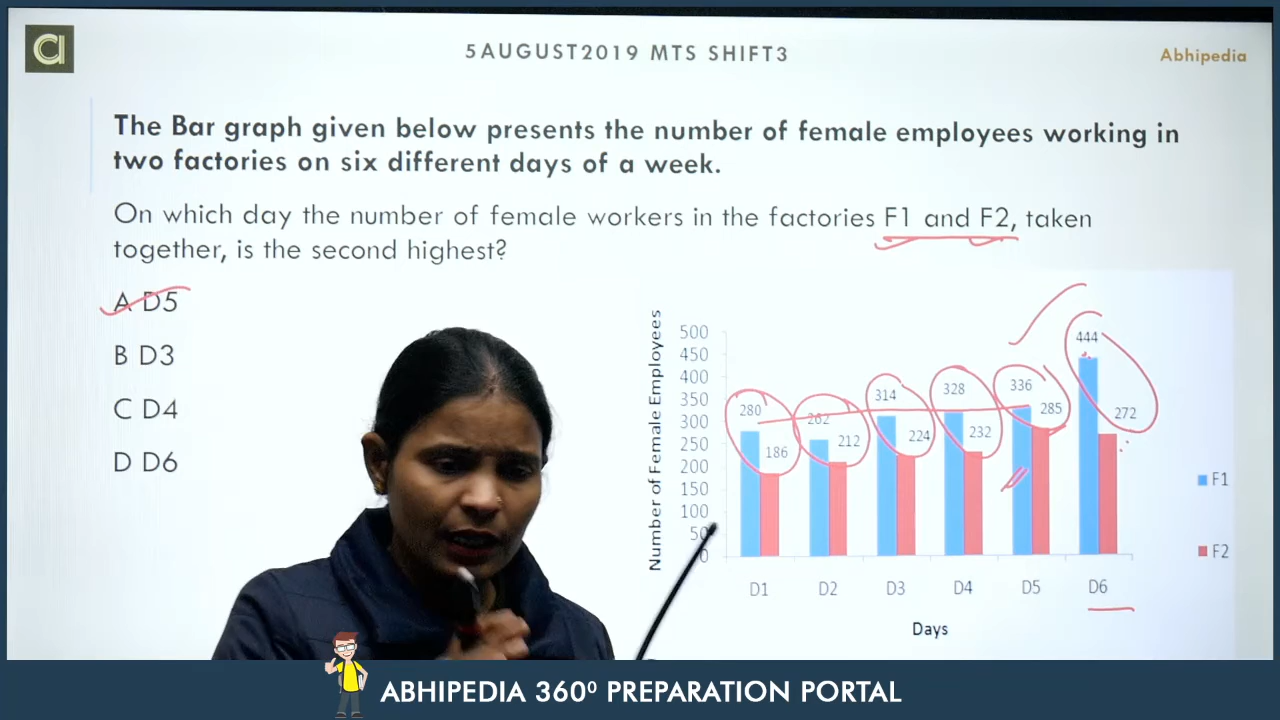 5AUGUST2019 MTS SHIFT3
Abhipedia
The Bar graph given below presents the number of female employees working in
two factories on six different days of a week.
On which day the number of female workers in the factories F1 and F2, taken
together, is the second highest?
A D5
B D3
C D4
D D6
Number of Female Employees
500
450
400
350
300
250
200
150
100
50
0
280
186
262
212
314
224
328
232
336
285
444
272
F1
F2
D1 D2 D3 D4 D5 D6
Days
ABHIPEDIA 360⁰ PREPARATION PORTAL